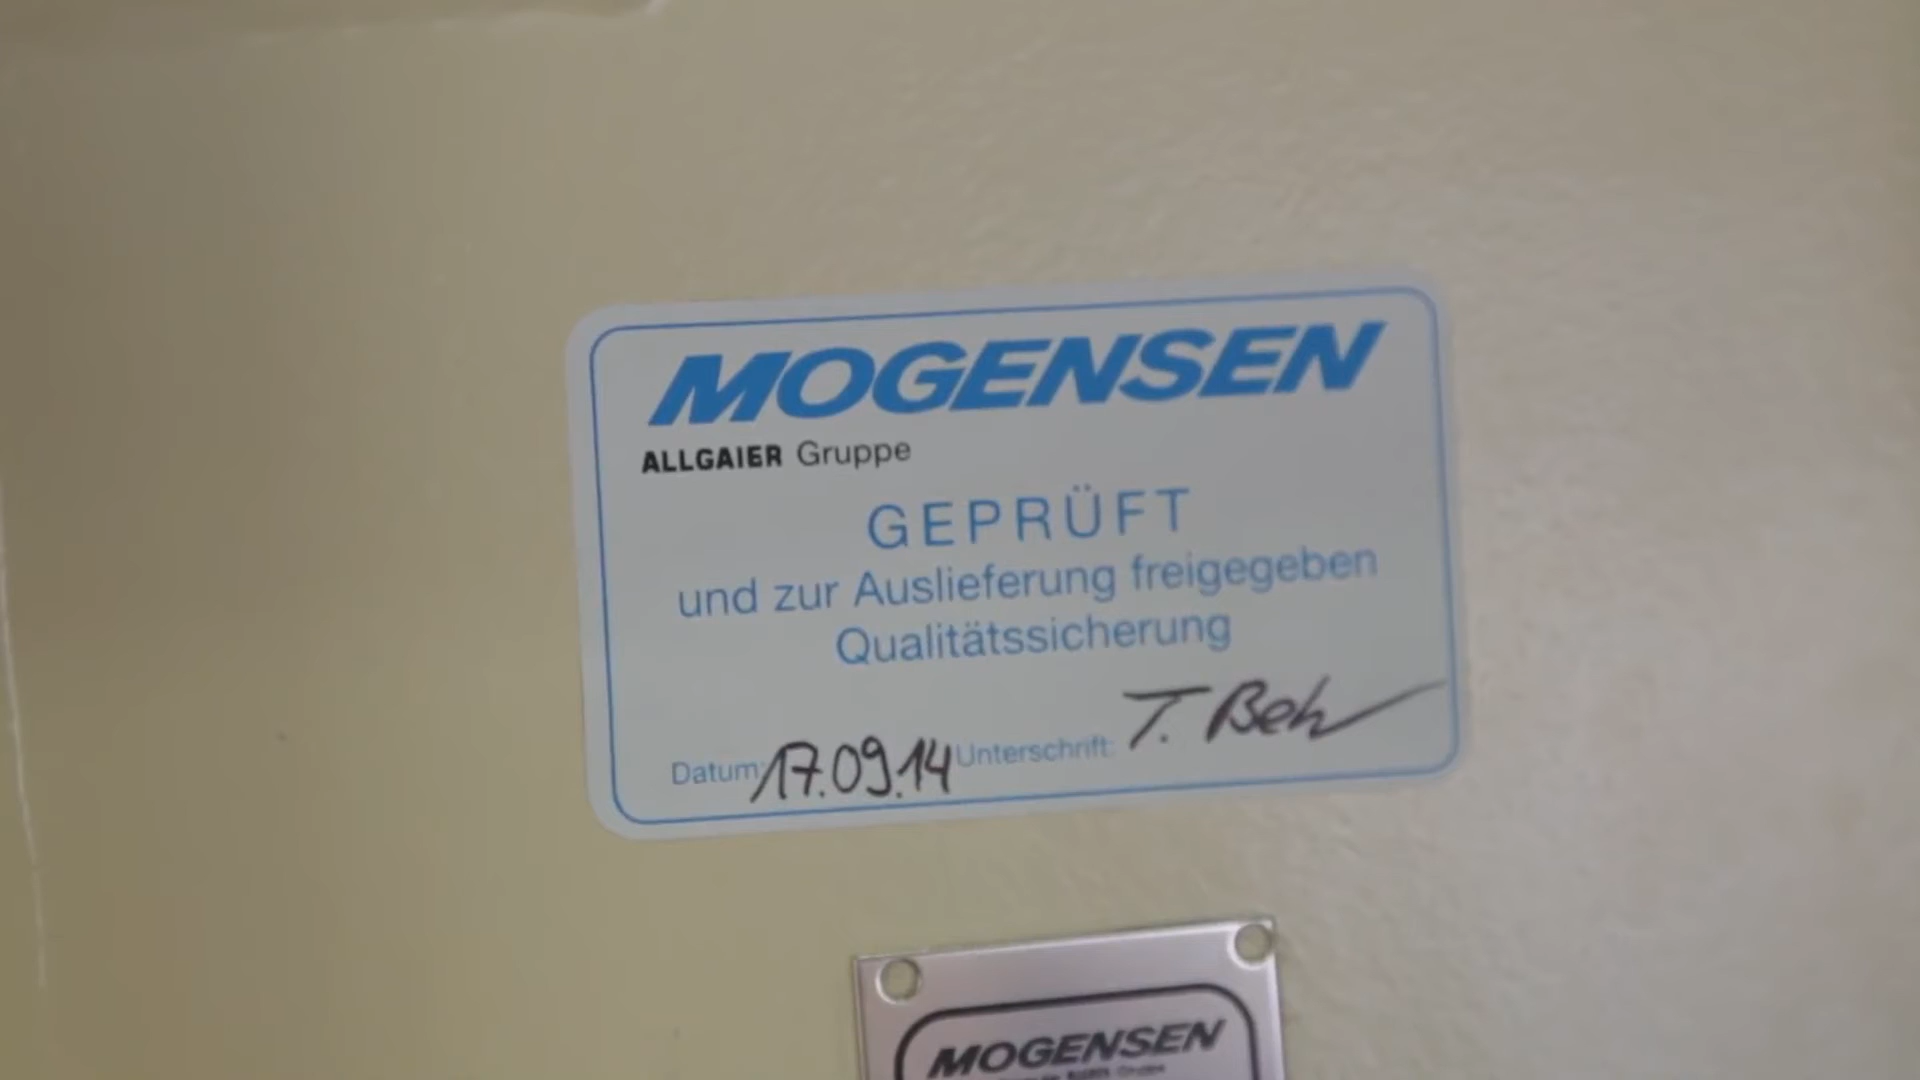 MOGENSEN
ALLGAIER Gruppe
GEPRÜFT
und zur Auslieferung freigegeben
Qualitätssicherung
Datum: 17.09.14 Unterschrift: T. Beh
MOGENSEN